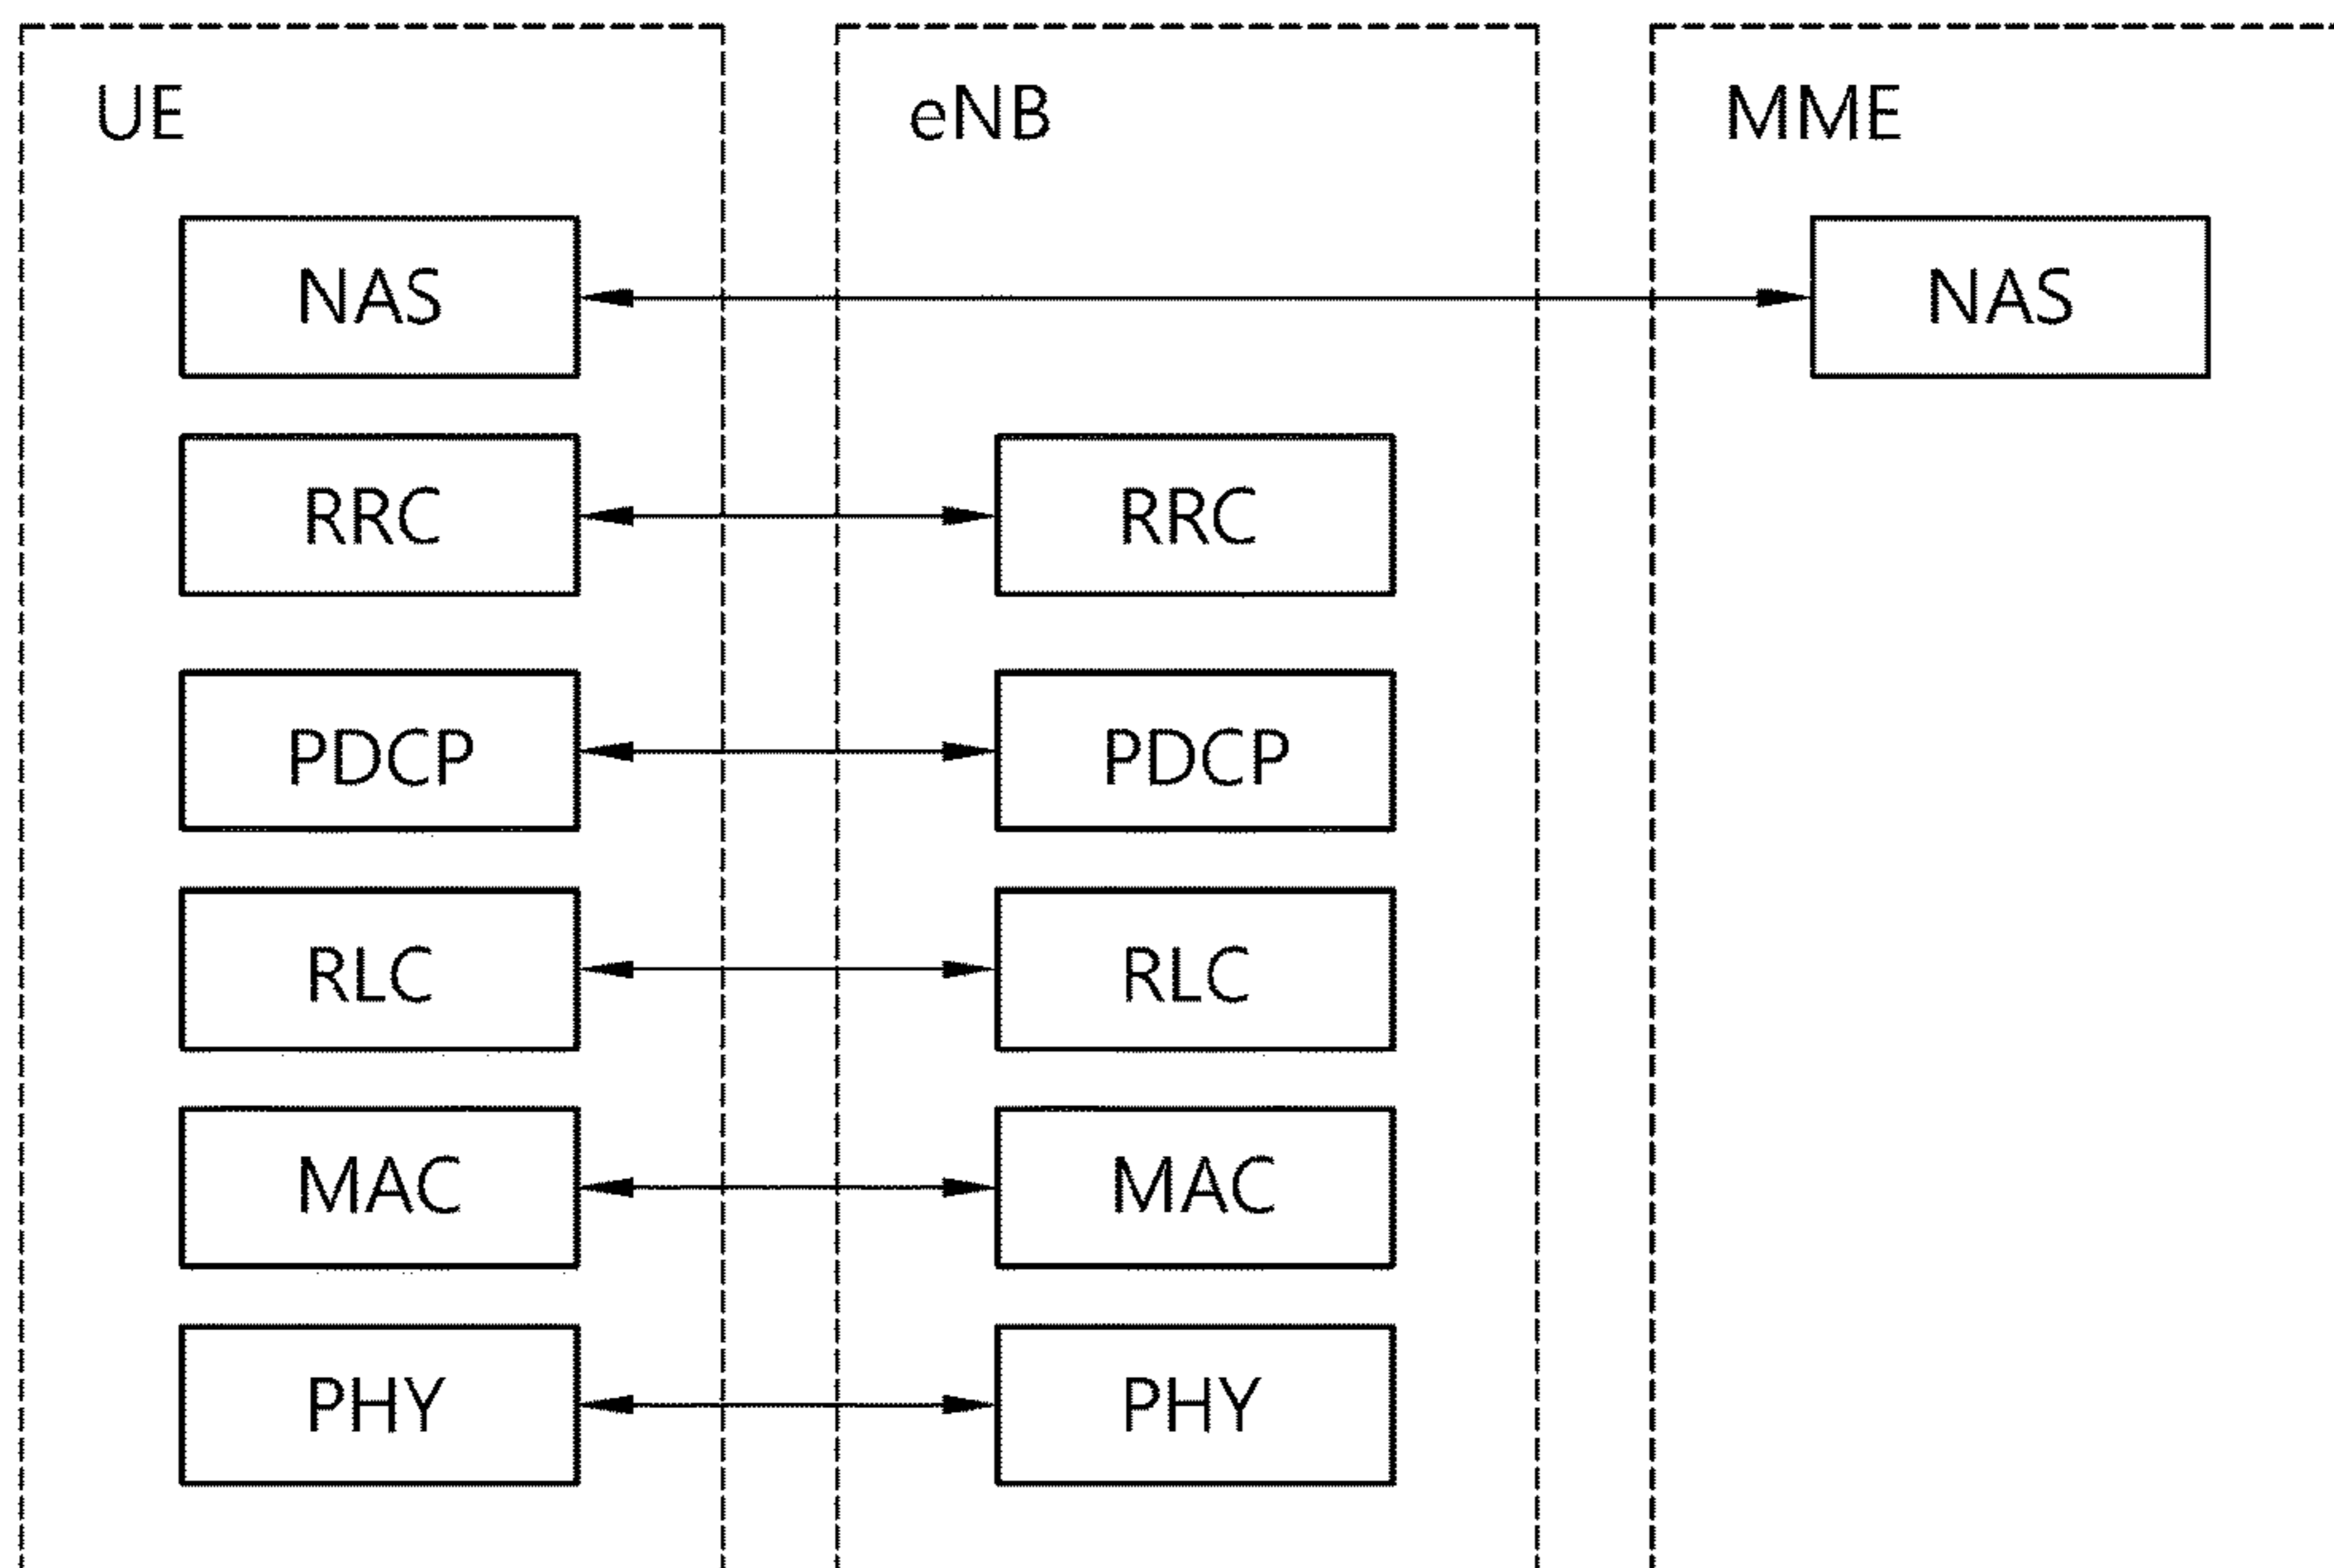 UE
eNB
MME
NAS
NAS
RRC
RRC
PDCP
PDCP
RLC
RLC
MAC
MAC
PHY
PHY